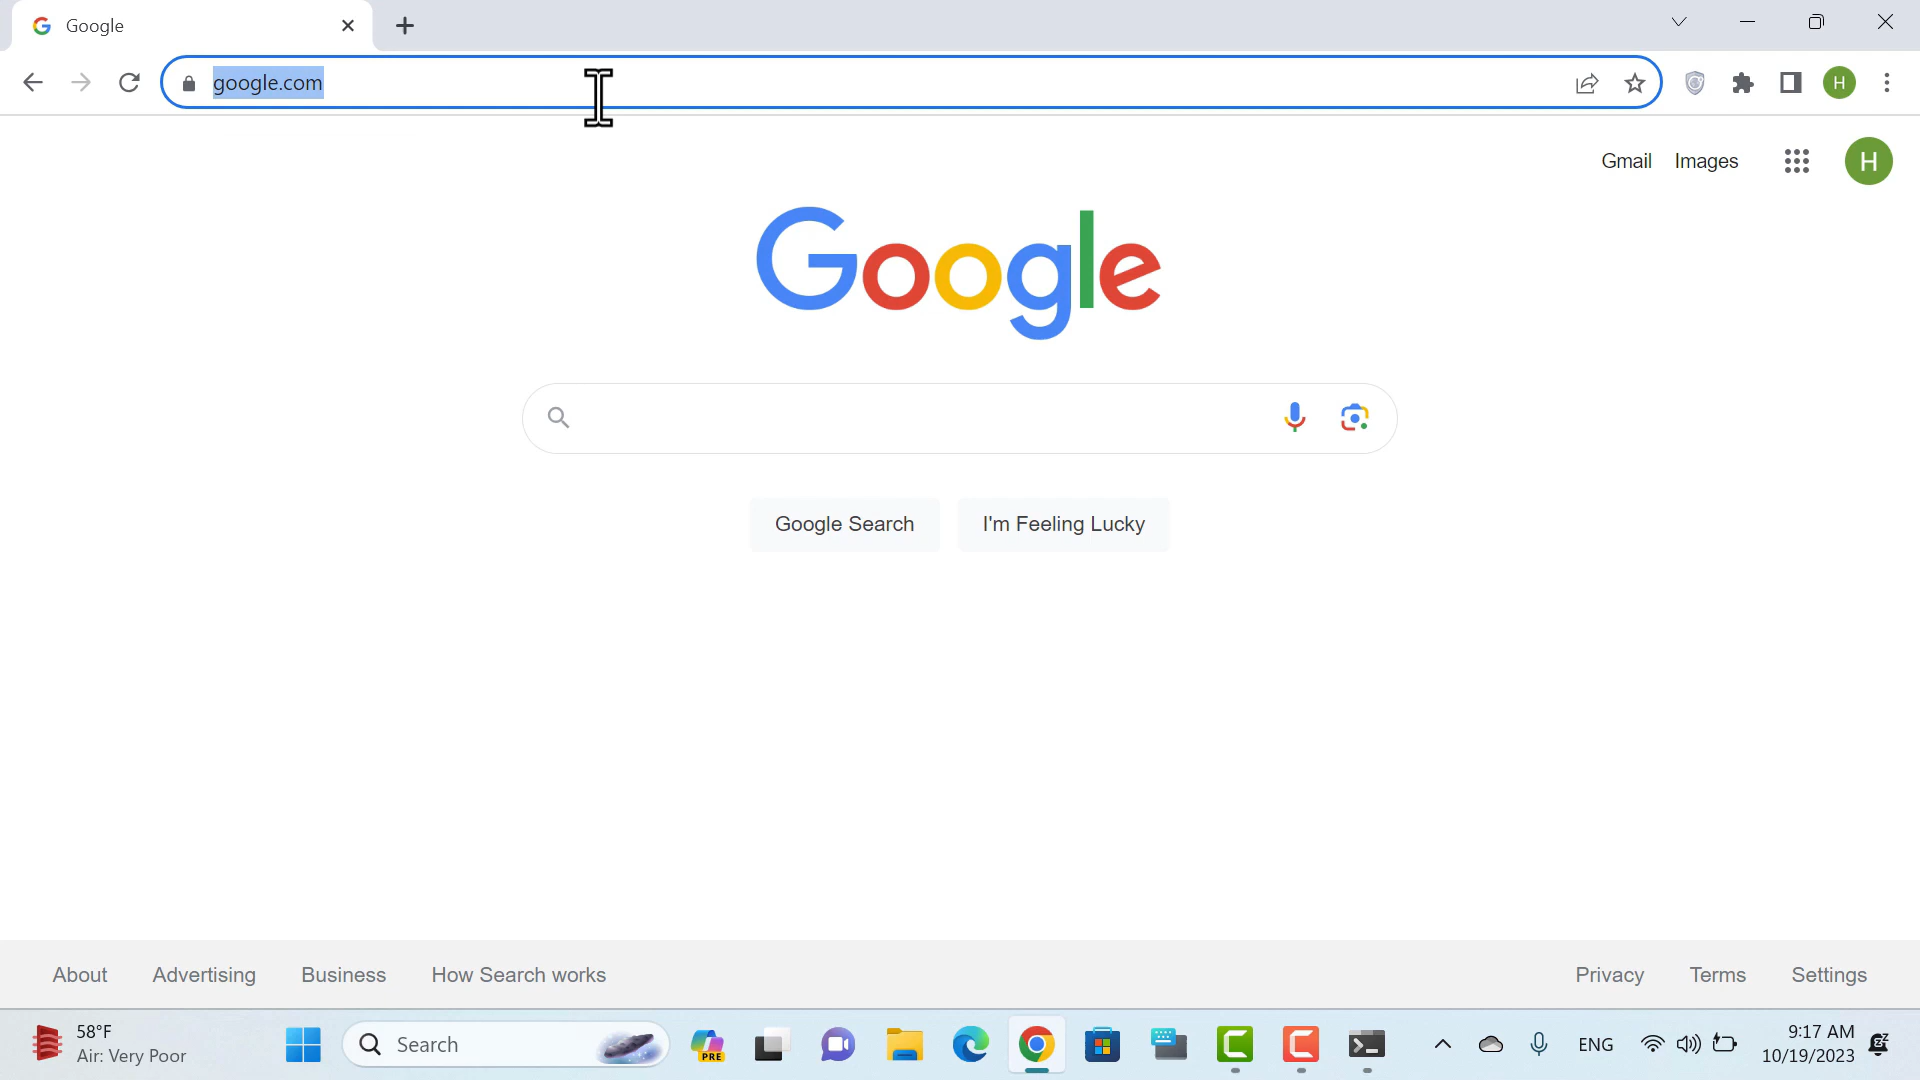 Google
google.com
Gmail Images H
H
Google
Google Search I'm Feeling Lucky
About Advertising Business How Search works Privacy Terms Settings
58°F
Air: Very Poor
Search
PRE
ENG
9:17 AM
10/19/2023